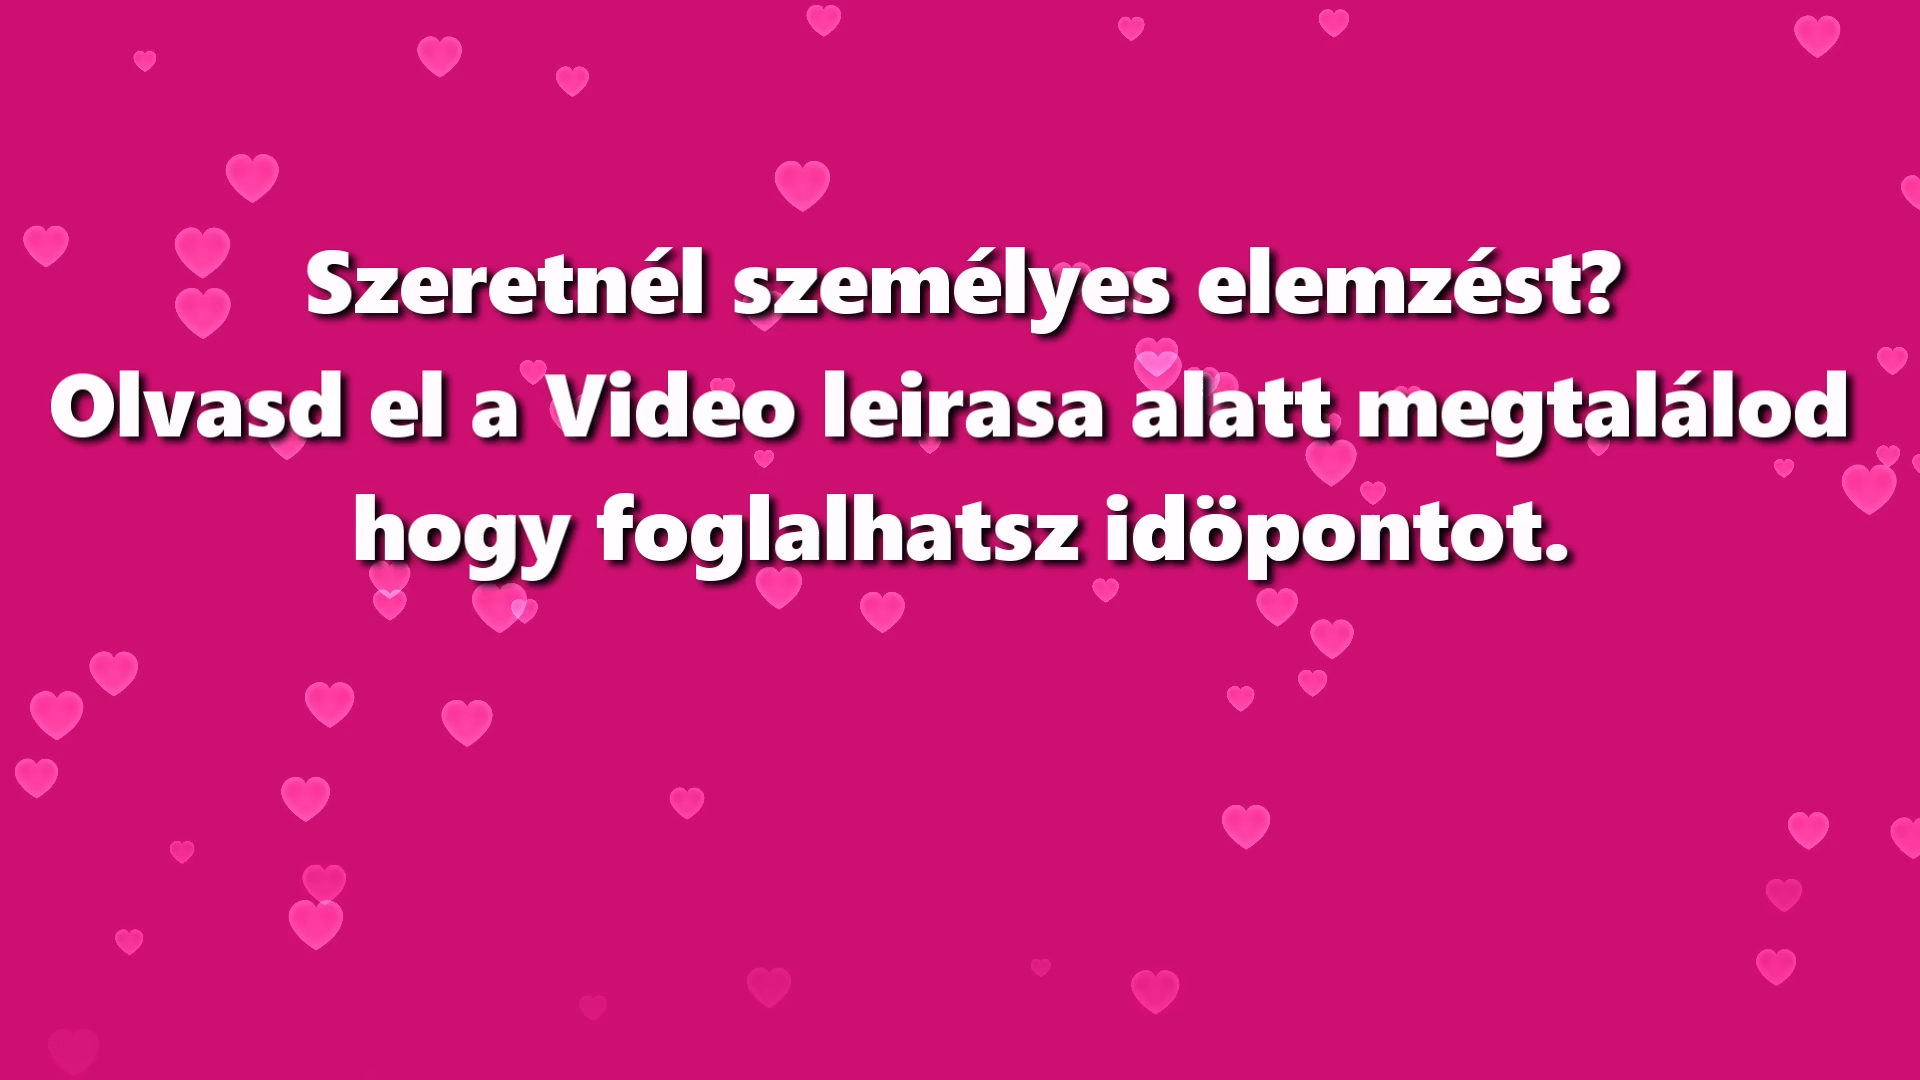 Szeretnél személyes elemzést?
Olvasd el a Video leirasa alatt megtalálod
hogy foglalhatsz idöpontot.